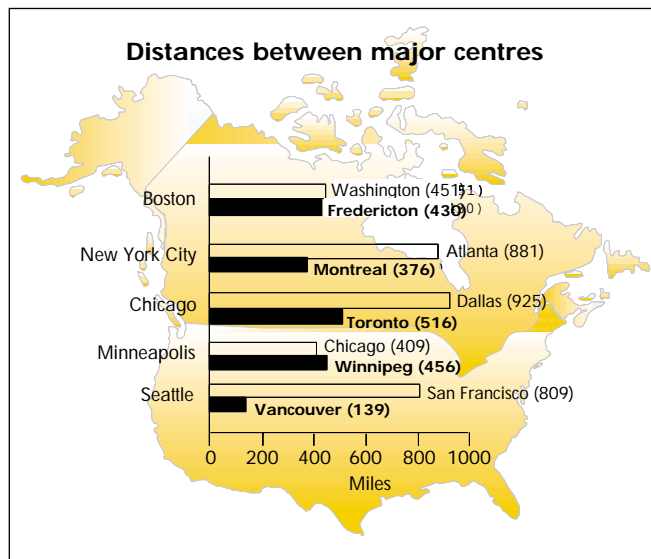 Distances between major centres
Boston
Washington (451)
51)
Fredericton (430)
30)
New York City
Atlanta (881)
Montreal (376)
Chicago
Dallas (925)
Toronto (516)
Minneapolis
Chicago (409)
Winnipeg (456)
Seattle
San Francisco (809)
Vancouver (139)
0 200 400 600 800 1000
Miles